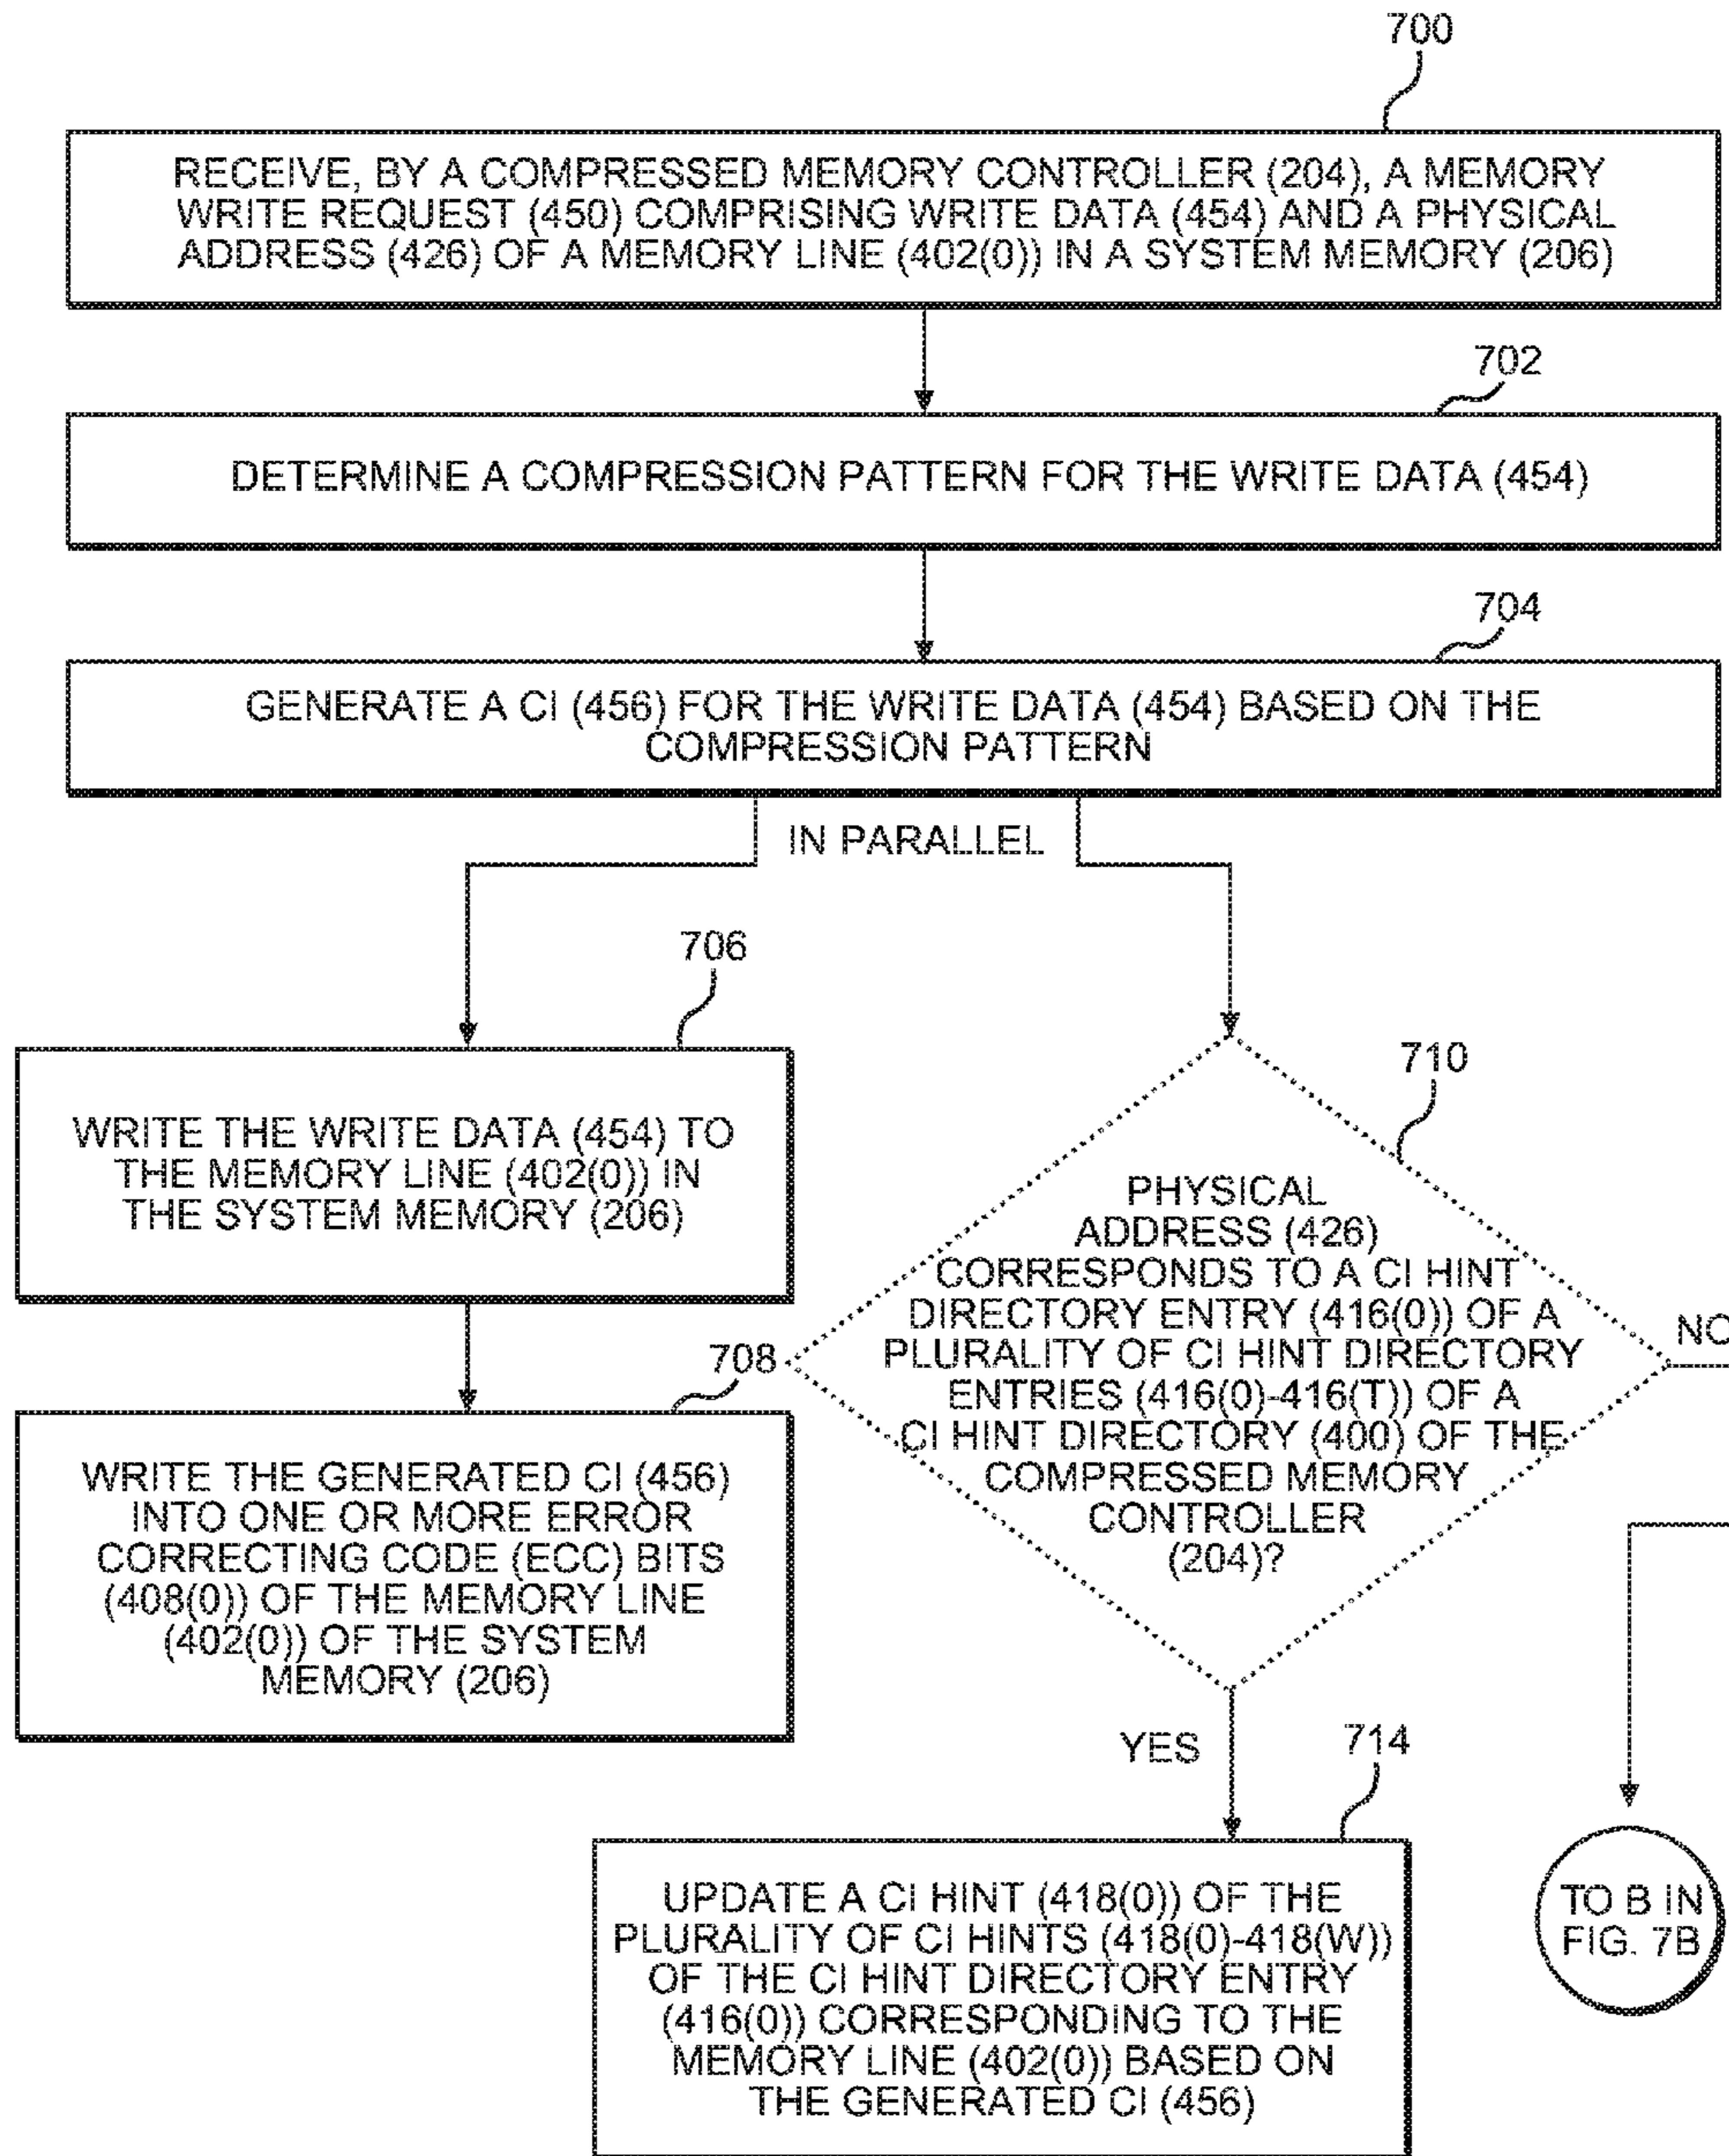 700
RECEIVE, BY A COMPRESSED MEMORY CONTROLLER (204), A MEMORY
WRITE REQUEST (450) COMPRISING WRITE DATA (454) AND A PHYSICAL
ADDRESS (426) OF A MEMORY LINE (402(0)) IN A SYSTEM MEMORY (206)
702
DETERMINE A COMPRESSION PATTERN FOR THE WRITE DATA (454)
704
GENERATE A CI (456) FOR THE WRITE DATA (454) BASED ON THE
COMPRESSION PATTERN
IN PARALLEL
706
WRITE THE WRITE DATA (454) TO
THE MEMORY LINE (402(0)) IN
THE SYSTEM MEMORY (206)
708
WRITE THE GENERATED CI (456)
INTO ONE OR MORE ERROR
CORRECTING CODE (ECC) BITS
(408(0)) OF THE MEMORY LINE
(402(0)) OF THE SYSTEM
MEMORY (206)
710
PHYSICAL
ADDRESS (426)
CORRESPONDS TO A CI HINT
DIRECTORY ENTRY (416(0)) OF A
PLURALITY OF CI HINT DIRECTORY
ENTRIES (416(0)-416(T)) OF A
CI HINT DIRECTORY (400) OF THE
COMPRESSED MEMORY
CONTROLLER
(204)?
NO
YES
714
UPDATE A CI HINT (418(0)) OF THE
PLURALITY OF CI HINTS (418(0)-418(W))
OF THE CI HINT DIRECTORY ENTRY
(416(0)) CORRESPONDING TO THE
MEMORY LINE (402(0)) BASED ON
THE GENERATED CI (456)
TO B IN
FIG. 7B